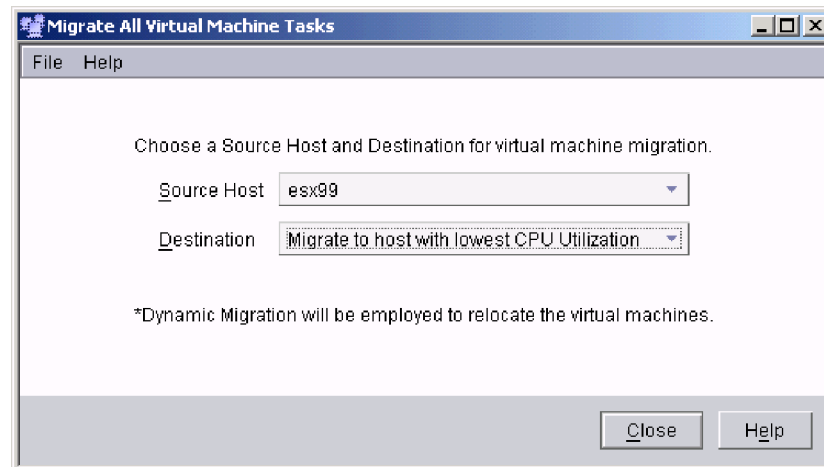 Migrate All Virtual Machine Tasks
File Help
Choose a Source Host and Destination for virtual machine migration.
Source Host esx99
Destination Migrate to host with lowest CPU Utilization
*Dynamic Migration will be employed to relocate the virtual machines.
Close Help